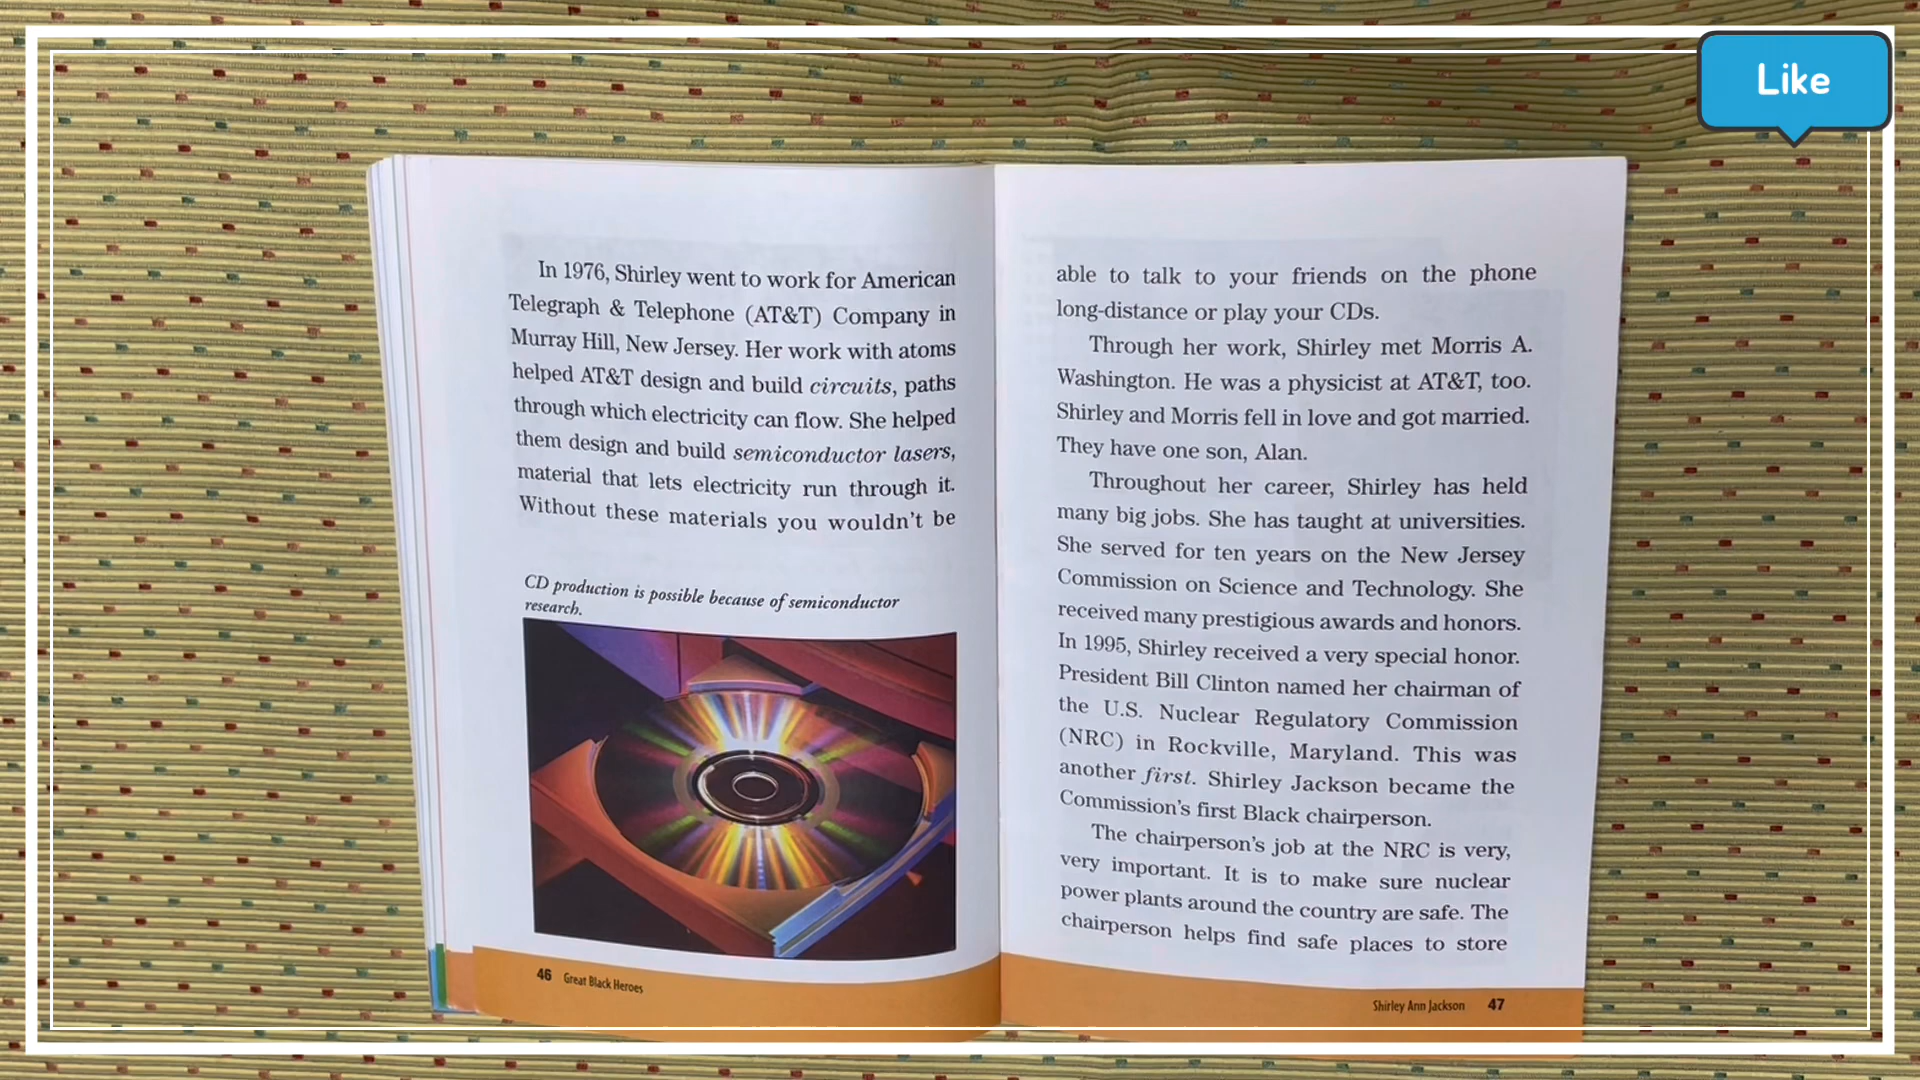 Like
In 1976, Shirley went to work for American
Telegraph & Telephone (AT&T) Company in
Murray Hill, New Jersey. Her work with atoms
helped AT&T design and build circuits, paths
through which electricity can flow. She helped
them design and build semiconductor lasers,
material that lets electricity run through it.
Without these materials you wouldn't be
CD production is possible because of semiconductor
research.
46 Great Black Heroes
able to talk to your friends on the phone
long-distance or play your CDs.
Through her work, Shirley met Morris A.
Washington. He was a physicist at AT&T, too.
Shirley and Morris fell in love and got married.
They have one son, Alan.
Throughout her career, Shirley has held
many big jobs. She has taught at universities.
She served for ten years on the New Jersey
Commission on Science and Technology. She
received many prestigious awards and honors.
In 1995, Shirley received a very special honor.
President Bill Clinton named her chairman of
the U.S. Nuclear Regulatory Commission
(NRC) in Rockville, Maryland. This was
another first. Shirley Jackson became the
Commission's first Black chairperson.
The chairperson's job at the NRC is very,
very important. It is to make sure nuclear
power plants around the country are safe. The
chairperson helps find safe places to store
Shirley Ann Jackson 47